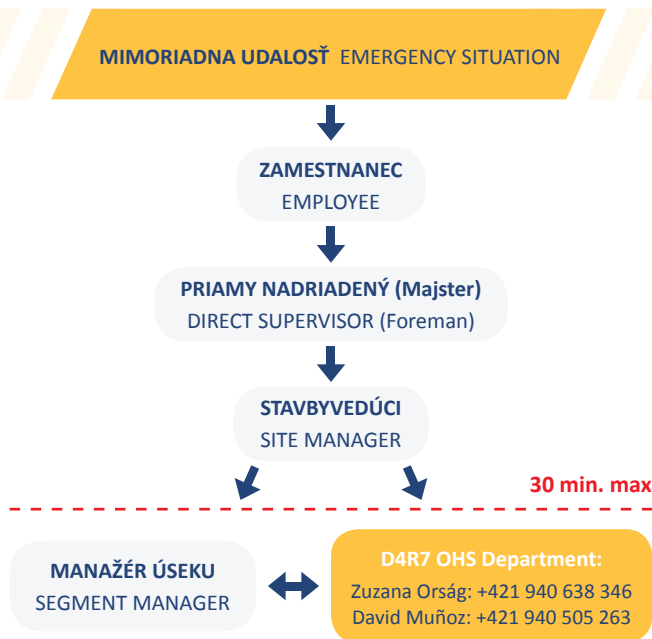 MIMORIADNA UDALOSŤ EMERGENCY SITUATION
ZAMESTNANEC
EMPLOYEE
PRIAMY NADRIADENÝ (Majster)
DIRECT SUPERVISOR (Foreman)
STAVBYVEDÚCI
SITE MANAGER
30 min. max
MANAŽÉR ÚSEKU
SEGMENT MANAGER
D4R7 OHS Department:
Zuzana Orság: +421 940 638 346
David Muñoz: +421 940 505 263